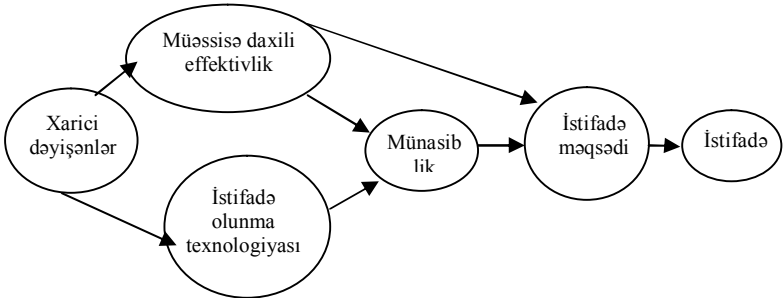 Müəssisə daxili
effektivlik
Xarici
dəyişənlər
Münasib
lik
İstifadə
məqsədi
İstifadə
İstifadə
olunma
texnologiyası